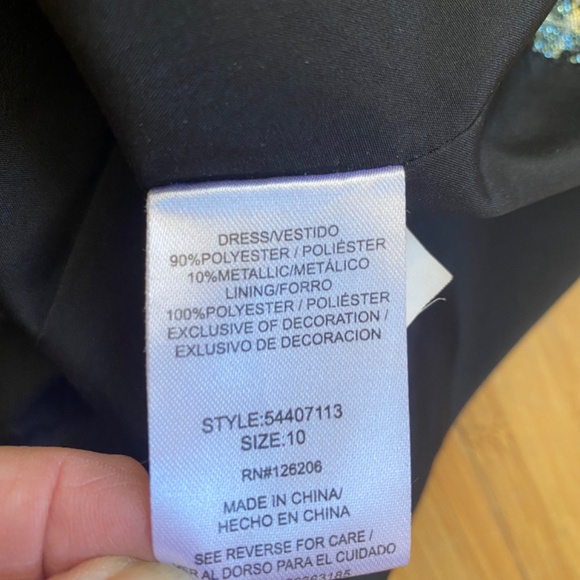 DRESS/VESTIDO
90%POLYESTER / POLIÉSTER
10%METALLIC/METÁLICO
LINING/FORRO
100%POLYESTER / POLIÉSTER
EXCLUSIVE OF DECORATION /
EXLUSIVO DE DECORACION
STYLE:54407113
SIZE:10
RN#126206
MADE IN CHINA/
HECHO EN CHINA
SEE REVERSE FOR CARE /
AL DORSO PARA EL CUIDADO